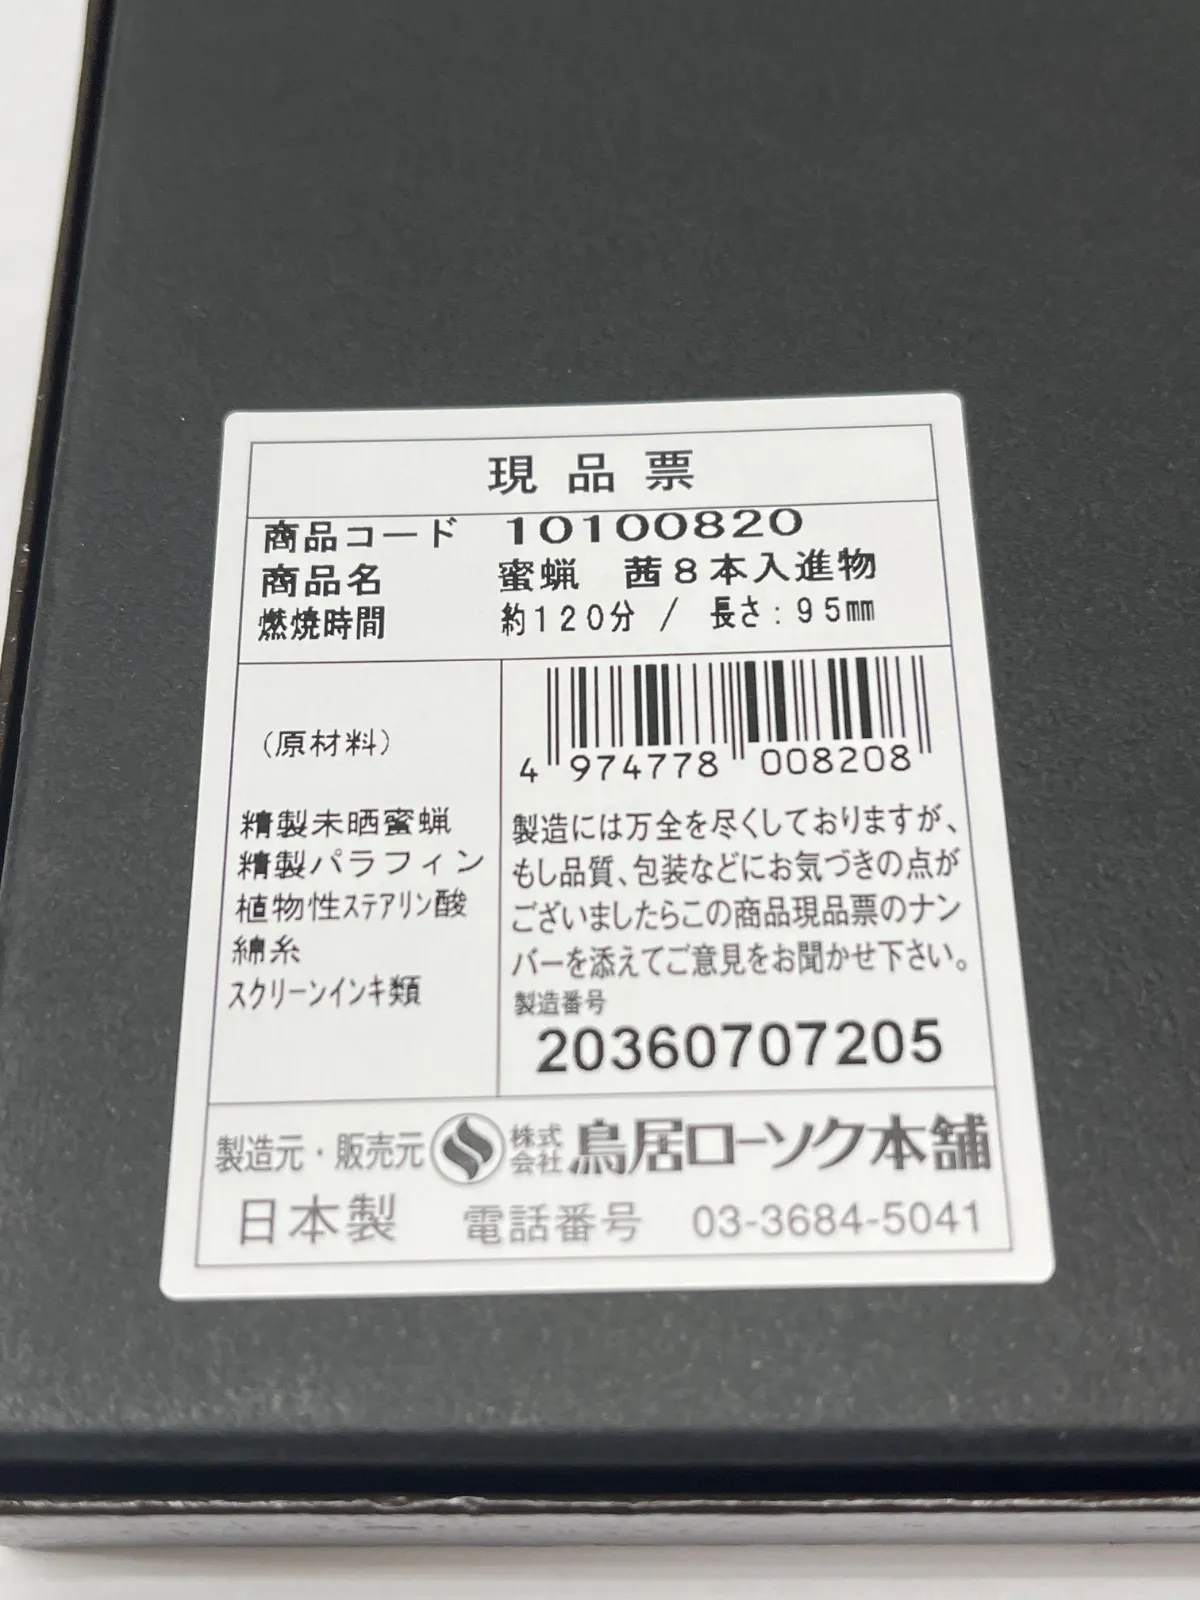 現品票
商品コード 10100820
商品名 蜜蝋 茜8本入進物
燃焼時間 約120分 / 長さ:95mm
(原材料)
精製未晒蜜蝋
精製パラフィン
植物性ステアリン酸
綿糸
スクリーンインキ類
4 974778 008208
製造には万全を尽くしておりますが、
もし品質、包装などにお気づきの点が
ございましたらこの商品現品票のナン
バーを添えてご意見をお聞かせ下さい。
製造番号
20360707205
製造元・販売元 株式会社 鳥居ローソク本舗
日本製 電話番号 03-3684-5041